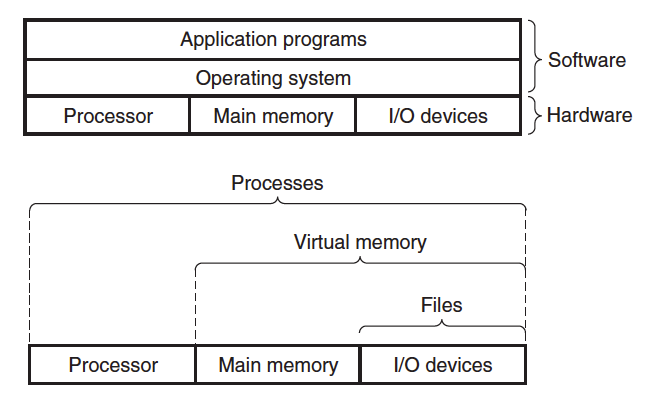 Application programs
Operating system
Software
Processor Main memory I/O devices
Hardware
Processes
Virtual memory
Files
Processor Main memory I/O devices